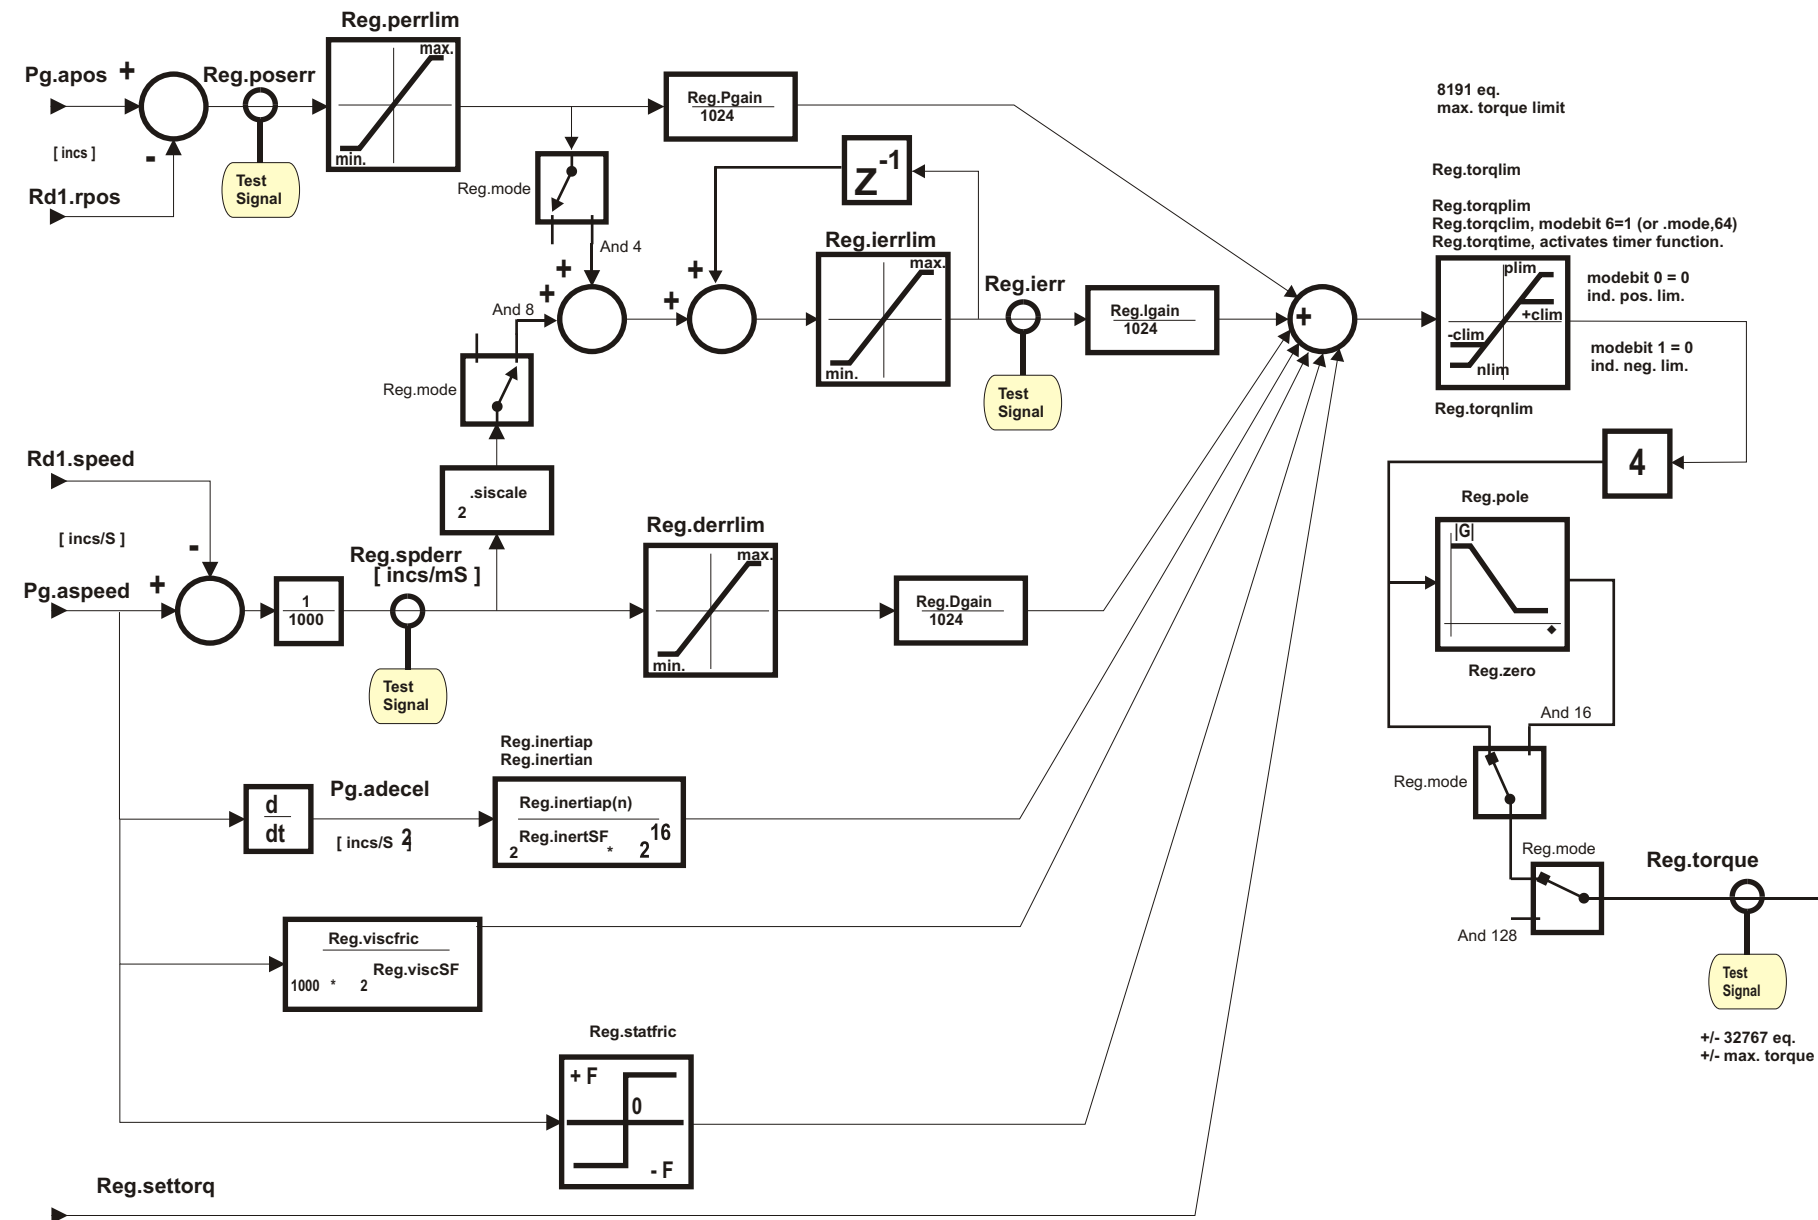 Reg.perrlim
Pg.apos
+
Reg.poserr
max.
min.
[ incs ]
-
Rd1.rpos
Test
Signal
Reg.Pgain
1024
8191 eq.
max. torque limit
Reg.mode
And 4
Z-1
Reg.torqlim
Reg.torqplim
Reg.torqclim, modebit 6=1 (or .mode,64)
Reg.torqtime, activates timer function.
Reg.ierrlim
max.
min.
+
+
+
+
And 8
Reg.ierr
Reg.Igain
1024
+
plim
+clim
-clim
nlim
modebit 0 = 0
ind. pos. lim.
modebit 1 = 0
ind. neg. lim.
Reg.torqnlim
Reg.mode
Test
Signal
Rd1.speed
.siscale
2
4
Reg.pole
|G|
Reg.zero
[ incs/S ]
-
Reg.spderr
[ incs/mS ]
Reg.derrlim
max.
min.
Pg.aspeed
+
1
1000
Reg.Dgain
1024
Test
Signal
And 16
Reg.mode
Reg.inertiap
Reg.inertian
d
dt
Pg.adecel
[ incs/S 2]
Reg.inertiap(n)
Reg.inertSF
2
*
2
16
Reg.mode
Reg.torque
And 128
Reg.viscfric
Reg.viscSF
1000 * 2
Test
Signal
Reg.statfric
+ F
0
- F
+/- 32767 eq.
+/- max. torque
Reg.settorq